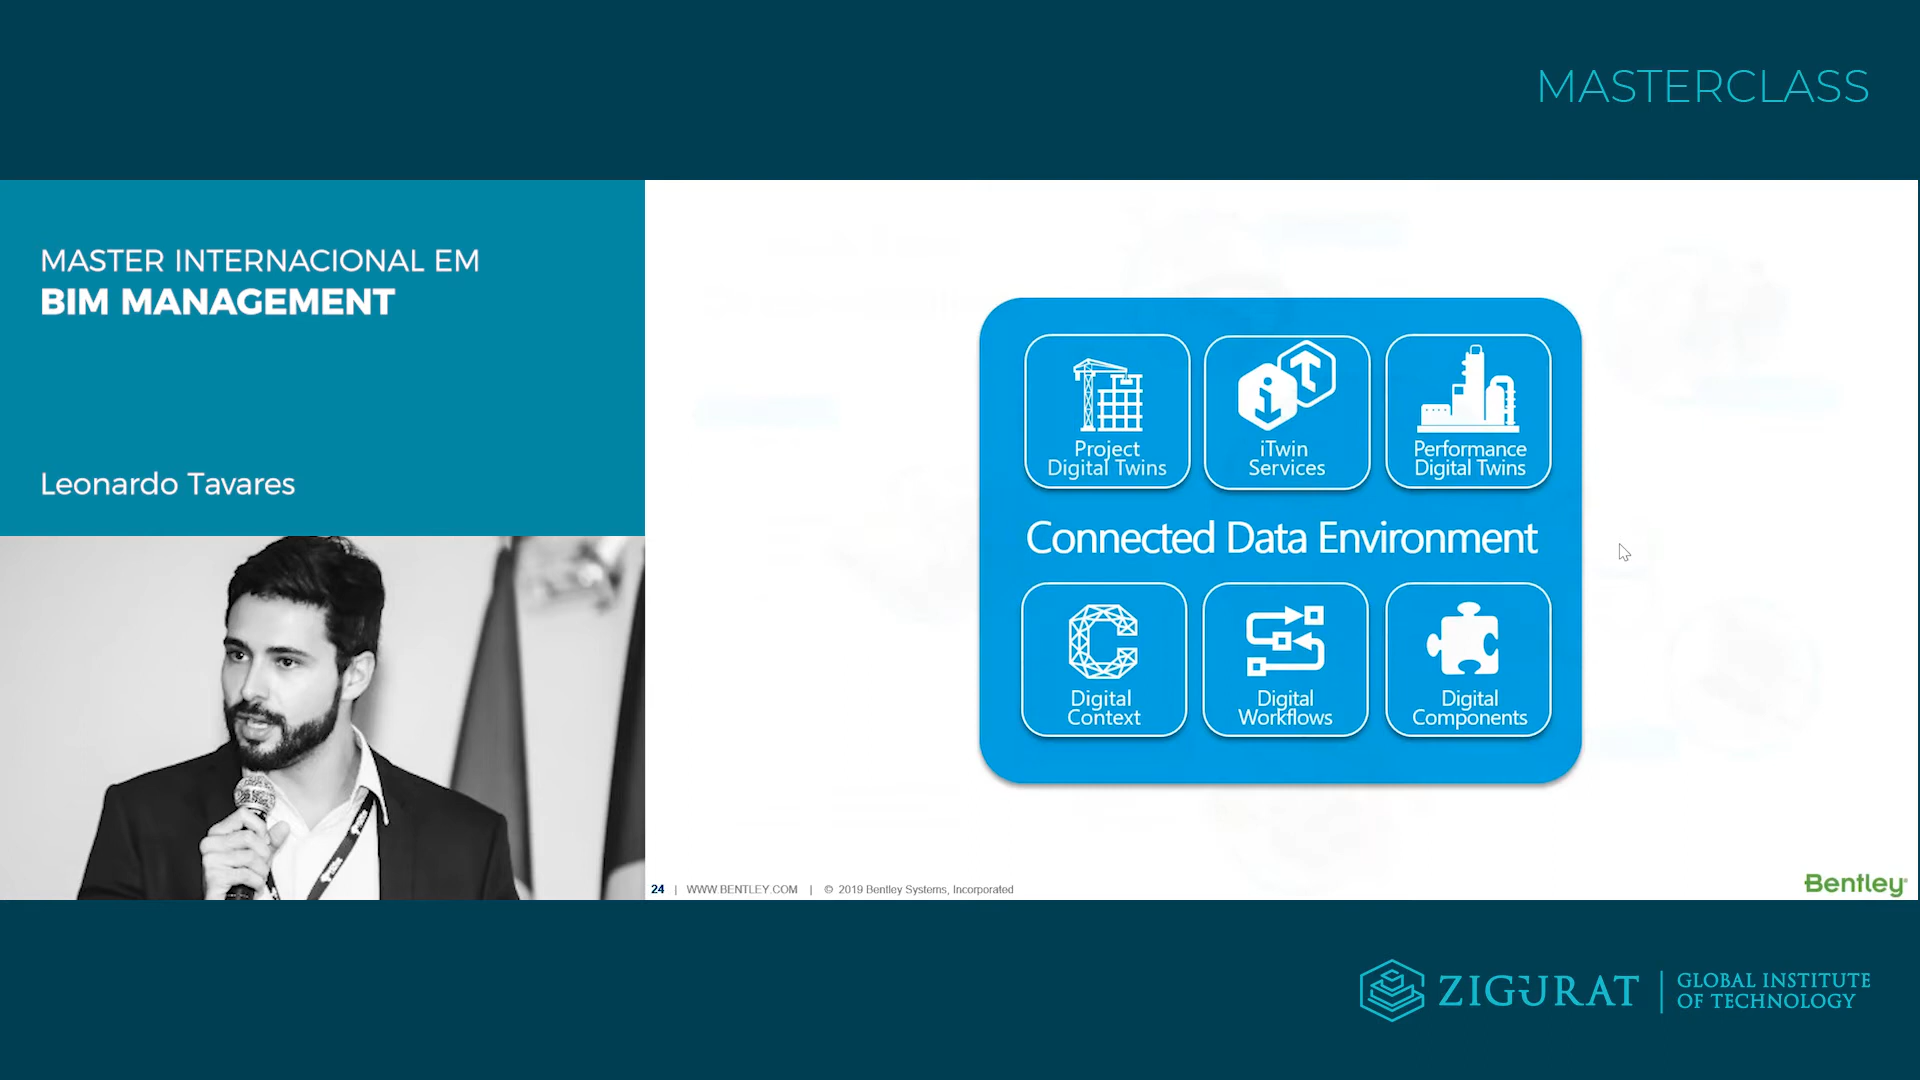 MASTERCLASS
MASTER INTERNACIONAL EM
BIM MANAGEMENT
Leonardo Tavares
Project
Digital Twins
iTwin
Services
Performance
Digital Twins
Connected Data Environment
Digital
Context
Digital
Workflows
Digital
Components
24 | WWW.BENTLEY.COM | © 2019 Bentley Systems, Incorporated
Bentley®
ZIGURAT | GLOBAL INSTITUTE
OF TECHNOLOGY